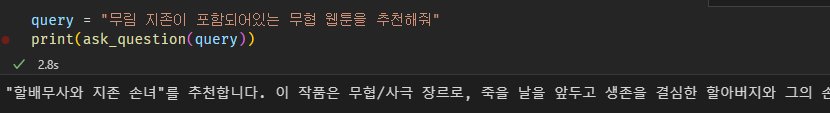 query = "무림 지존이 포함되어있는 무협 웹툰을 추천해줘"
print(ask_question(query))
2.8s
"할배무사와 지존 손녀"를 추천합니다. 이 작품은 무협/사극 장르로, 죽을 날을 앞두고 생존을 결심한 할아버지와 그의